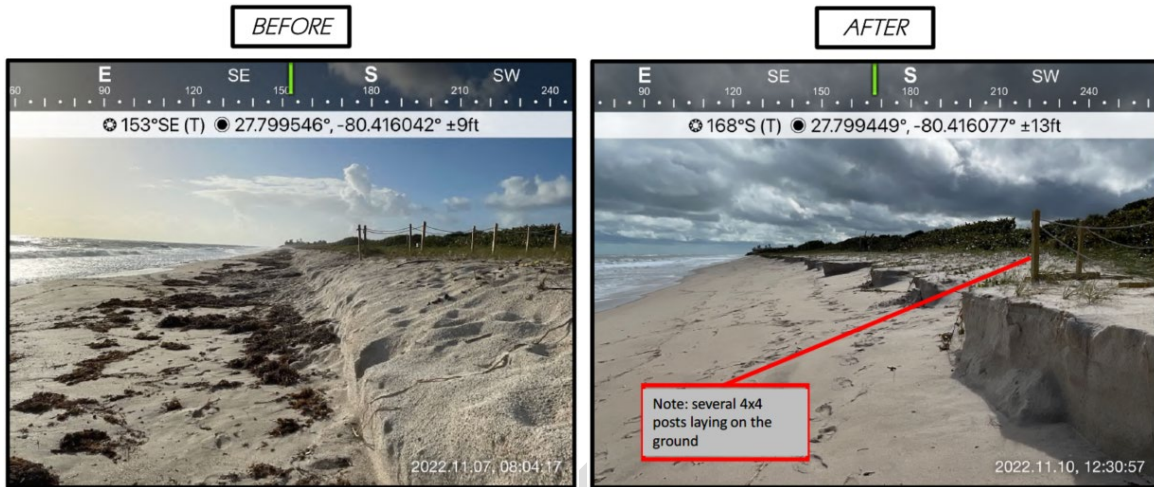 BEFORE
E SE S SW
60 90 120 150 180 210 240
153°SE (T) 27.799546°, -80.416042° ±9ft
2022.11.07, 08:04:17
AFTER
E SE S SW
90 120 150 180 210 240
168°S (T) 27.799449°, -80.416077° ±13ft
Note: several 4x4
posts laying on the
ground
2022.11.10, 12:30:57